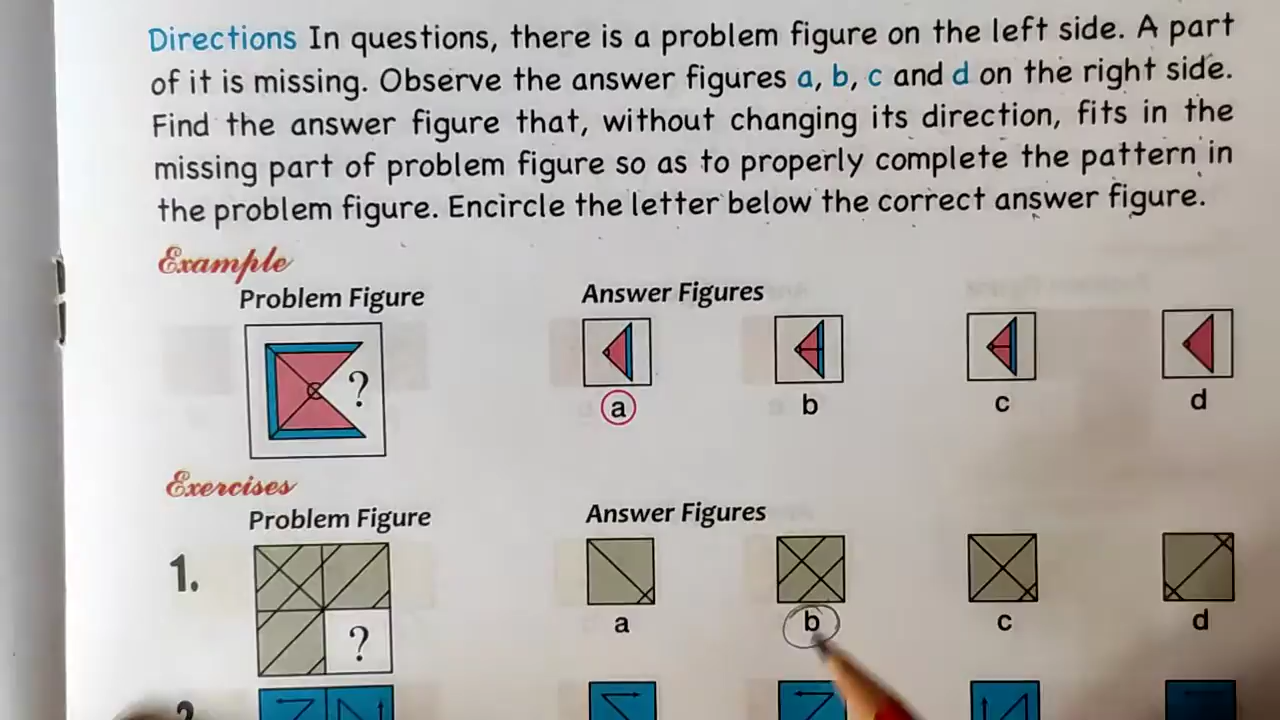 Directions In questions, there is a problem figure on the left side. A part
of it is missing. Observe the answer figures a, b, c and d on the right side.
Find the answer figure that, without changing its direction, fits in the
missing part of problem figure so as to properly complete the pattern in
the problem figure. Encircle the letter below the correct answer figure.
Example
Problem Figure Answer Figures
?
a b c d
Exercises
Problem Figure Answer Figures
1.
?
a b c d
2.